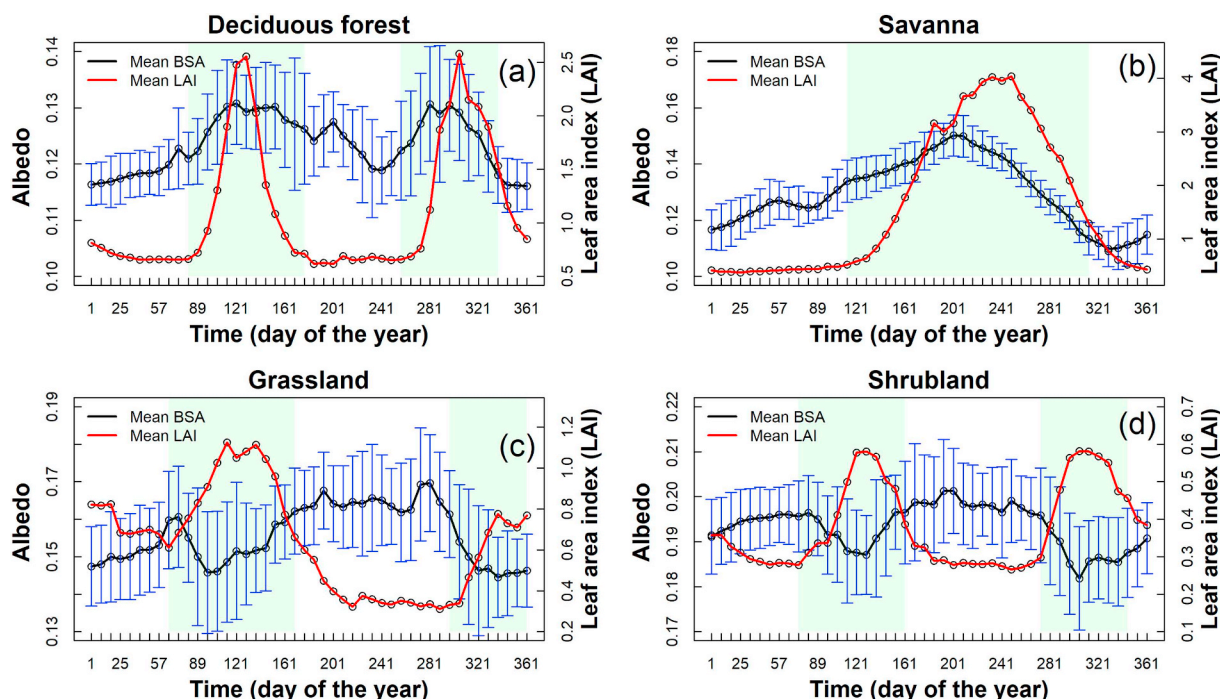 Deciduous forest
Mean BSA
Mean LAI
(a)
0.14
0.13
0.12
0.11
0.10
Albedo
2.5
2.0
1.5
1.0
0.5
Leaf area index (LAI)
1 25 57 89 121 161 201 241 281 321 361
Time (day of the year)
Savanna
Mean BSA
Mean LAI
(b)
0.18
0.16
0.14
0.12
0.10
Albedo
4
3
2
1
Leaf area index (LAI)
1 25 57 89 121 161 201 241 281 321 361
Time (day of the year)
Grassland
Mean BSA
Mean LAI
(c)
0.19
0.17
0.15
0.13
Albedo
1.2
1.0
0.8
0.6
0.4
0.2
Leaf area index (LAI)
1 25 57 89 121 161 201 241 281 321 361
Time (day of the year)
Shrubland
Mean BSA
Mean LAI
(d)
0.22
0.21
0.20
0.19
0.18
0.17
Albedo
0.7
0.6
0.5
0.4
0.3
0.2
0.1
Leaf area index (LAI)
1 25 57 89 121 161 201 241 281 321 361
Time (day of the year)